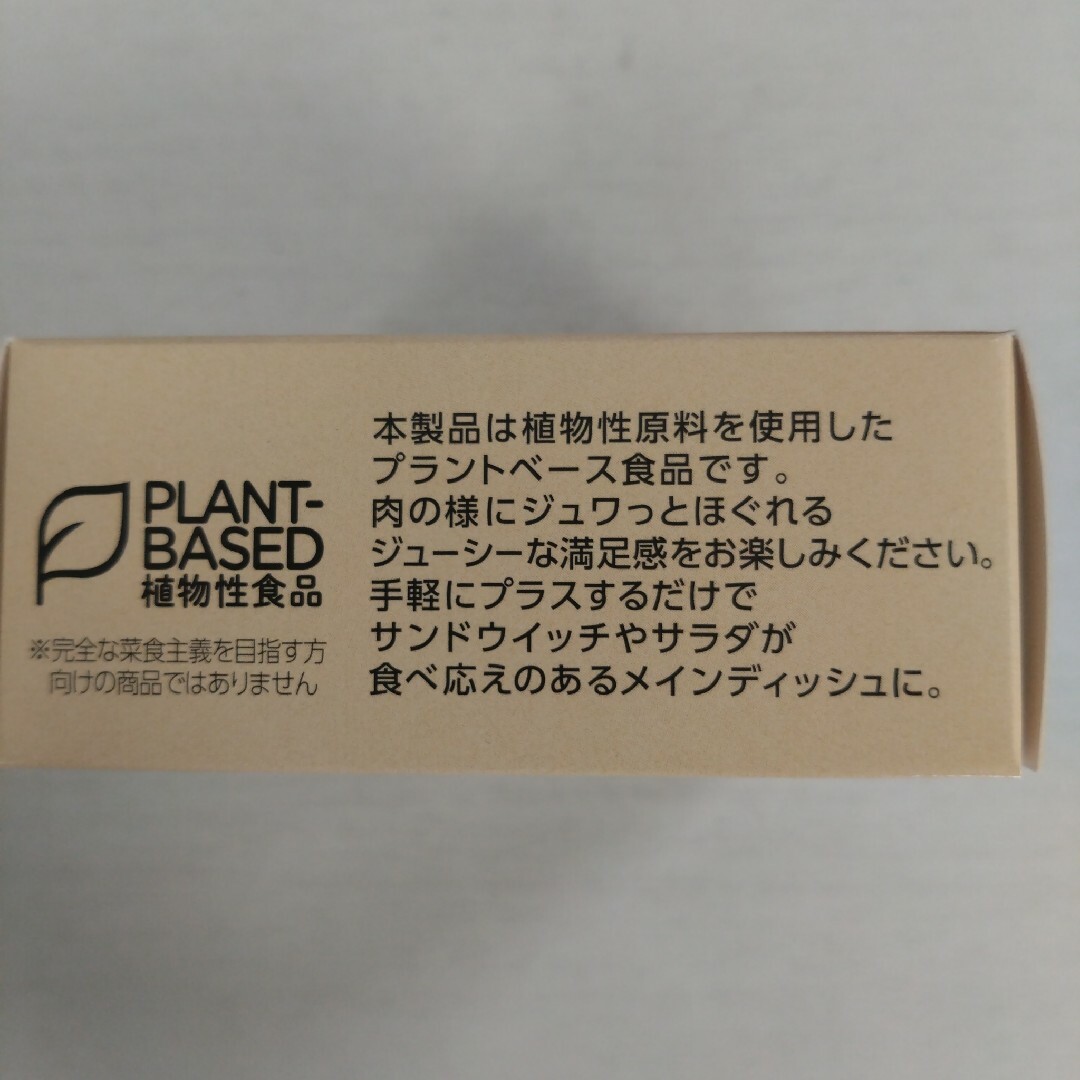 PLANT-
BASED
植物性食品
※完全な菜食主義を目指す方
向けの商品ではありません
本製品は植物性原料を使用した
プラントベース食品です。
肉の様にジュワっとほぐれる
ジューシーな満足感をお楽しみください。
手軽にプラスするだけで
サンドウイッチやサラダが
食べ応えのあるメインディッシュに。